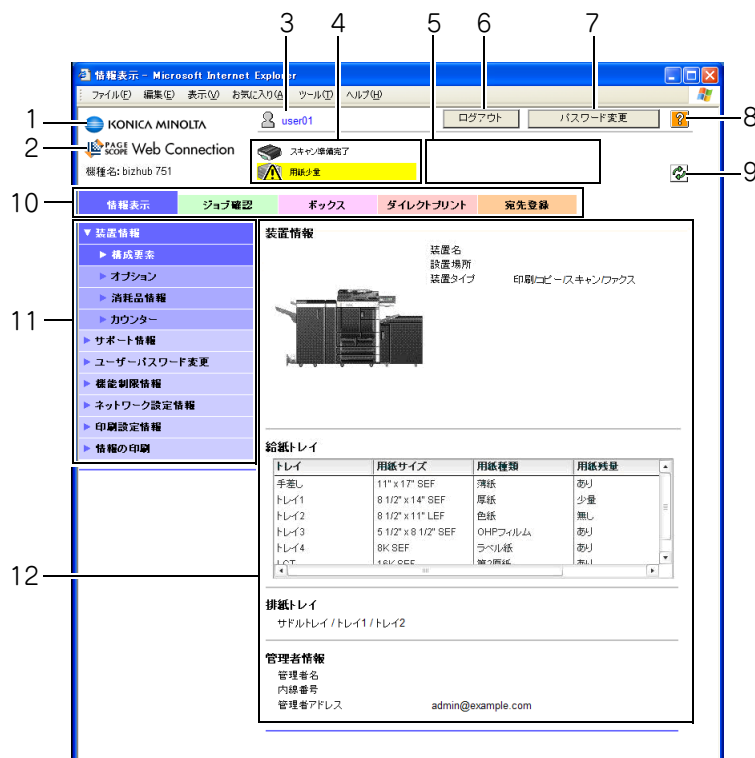 3 4 5 6 7
情報表示 - Microsoft Internet Explorer
ファイル(F) 編集(E) 表示(V) お気に入り(A) ツール(T) ヘルプ(H)
1 KONICA MINOLTA user01 ログアウト パスワード変更 ? 8
2 PAGE SCOPE Web Connection スキャン準備完了
機種名: bizhub 751 用紙少量 9
10 情報表示 ジョブ確認 ボックス ダイレクトプリント 宛先登録
11
▼ 装置情報
▶ 構成要素
▶ オプション
▶ 消耗品情報
▶ カウンター
▶ サポート情報
▶ ユーザーパスワード変更
▶ 機能制限情報
▶ ネットワーク設定情報
▶ 印刷設定情報
▶ 情報の印刷
12
装置情報
装置名
設置場所
装置タイプ 印刷/コピー/スキャン/ファクス
給紙トレイ
トレイ 用紙サイズ 用紙種類 用紙残量
手差し 11" x 17" SEF 薄紙 あり
トレイ1 8 1/2" x 14" SEF 厚紙 少量
トレイ2 8 1/2" x 11" LEF 色紙 無し
トレイ3 5 1/2" x 8 1/2" SEF OHPフィルム あり
トレイ4 8K SEF ラベル紙 あり
LCT 16K SEF 第2原紙 あり
排紙トレイ
サドルトレイ / トレイ1 / トレイ2
管理者情報
管理者名
内線番号
管理者アドレス admin@example.com